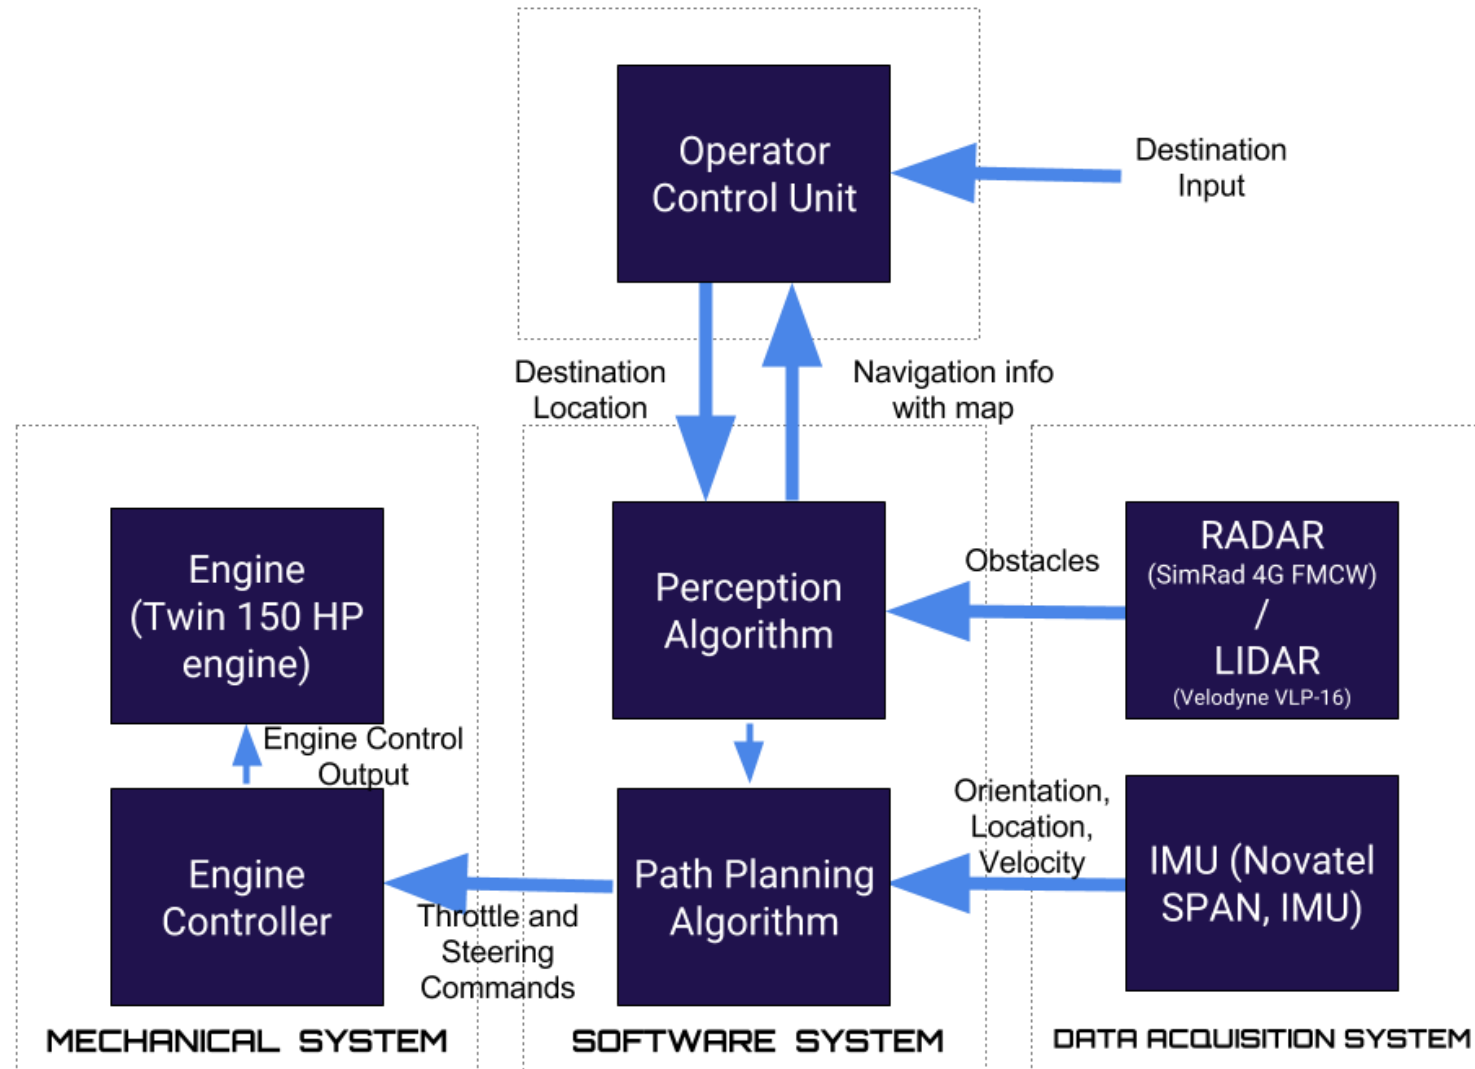 Operator
Control Unit
Destination
Input
Destination
Location
Navigation info
with map
Engine
(Twin 150 HP
engine)
Perception
Algorithm
Obstacles
RADAR
(SimRad 4G FMCW)
/
LIDAR
(Velodyne VLP-16)
Engine Control
Output
Engine
Controller
Throttle and
Steering
Commands
Path Planning
Algorithm
Orientation,
Location,
Velocity
IMU (Novatel
SPAN, IMU)
MECHANICAL SYSTEM
SOFTWARE SYSTEM
DATA ACQUISITION SYSTEM